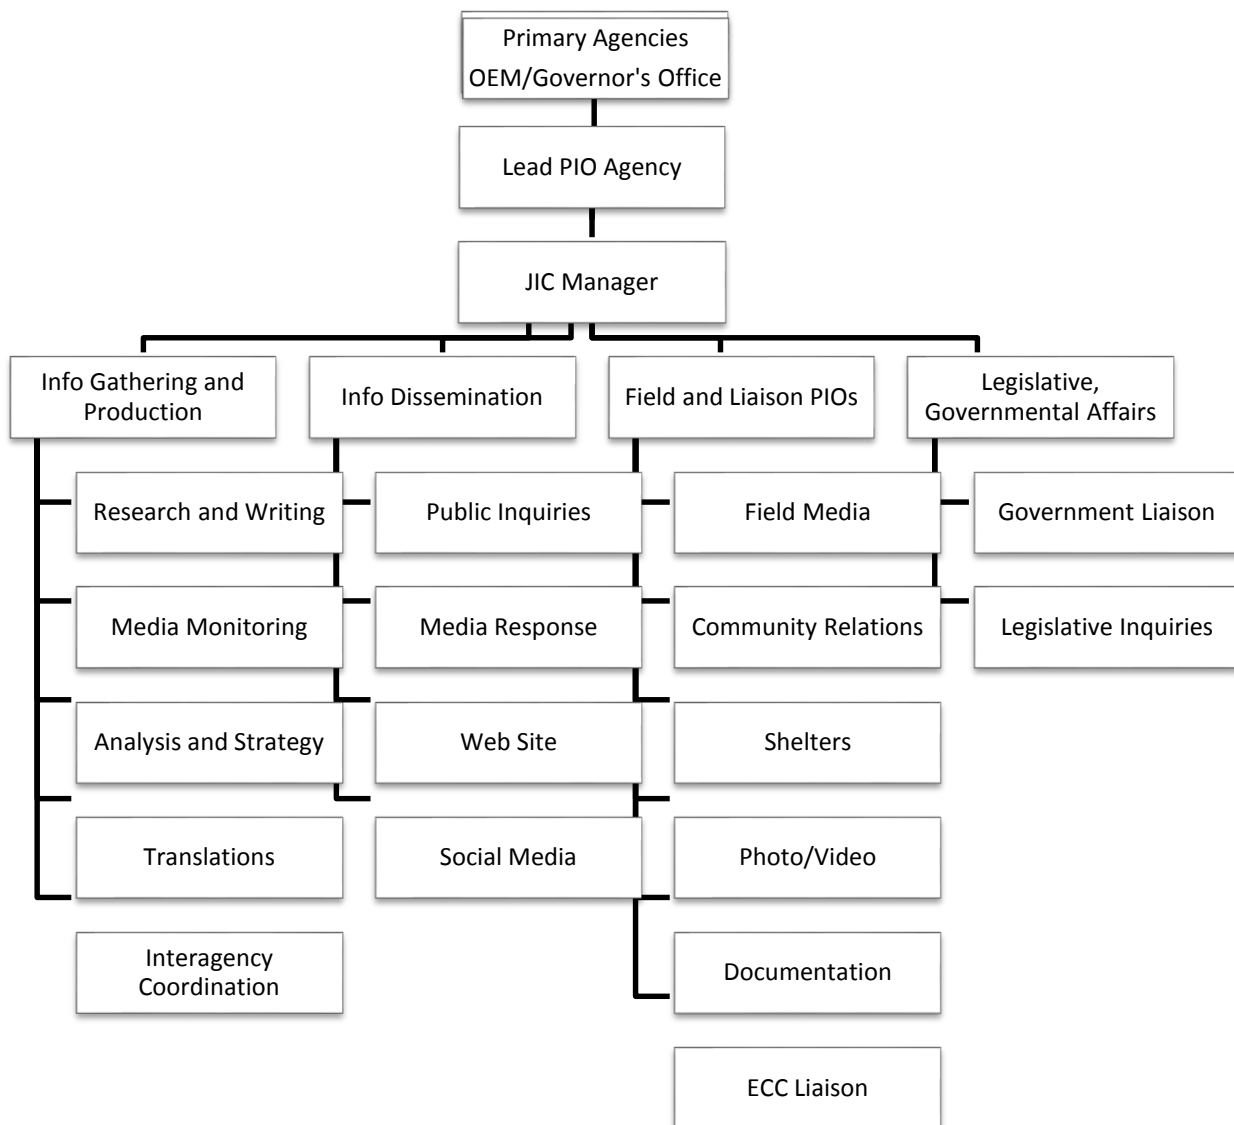 Primary Agencies
OEM/Governor's Office
Lead PIO Agency
JIC Manager
Info Gathering and
Production
Info Dissemination
Field and Liaison PIOs
Legislative,
Governmental Affairs
Research and Writing
Public Inquiries
Field Media
Government Liaison
Media Monitoring
Media Response
Community Relations
Legislative Inquiries
Analysis and Strategy
Web Site
Shelters
Translations
Social Media
Photo/Video
Interagency
Coordination
Documentation
ECC Liaison